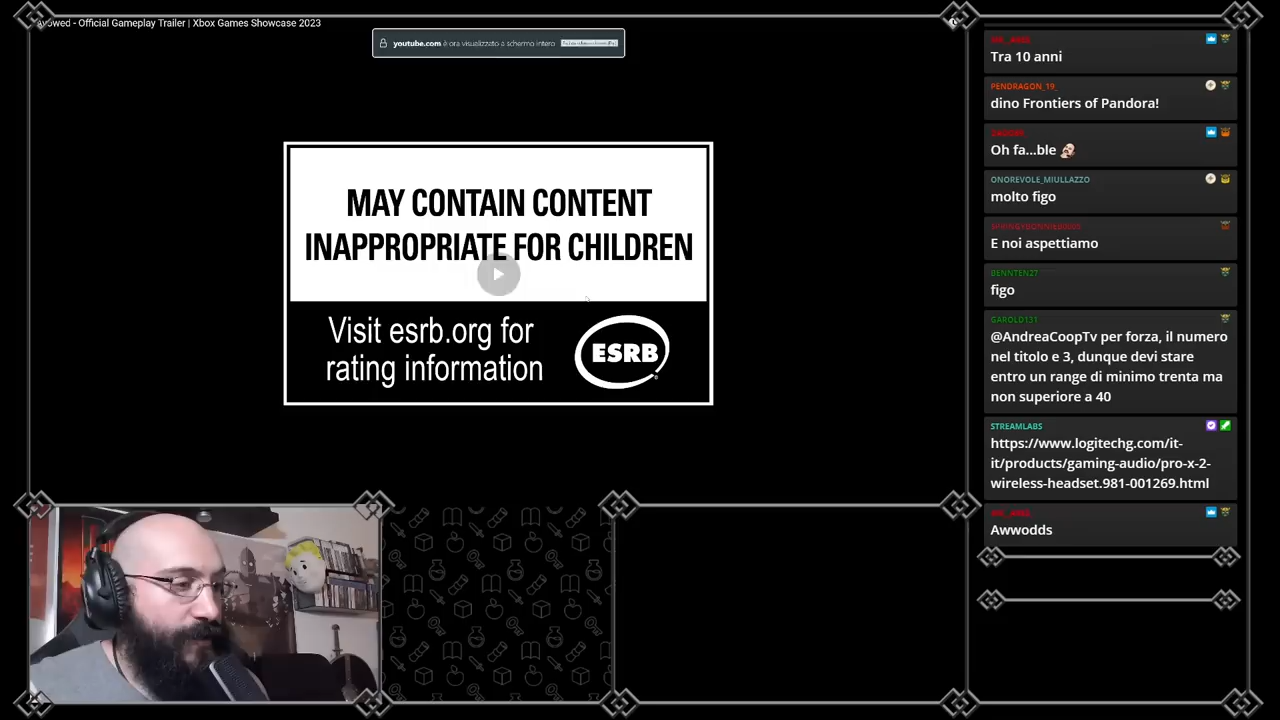 owed - Official Gameplay Trailer | Xbox Games Showcase 2023
youtube.com è ora visualizzato a schermo intero
MAY CONTAIN CONTENT
INAPPROPRIATE FOR CHILDREN
Visit esrb.org for
rating information
ESRB
Tra 10 anni
PENDRAGON_19_
dino Frontiers of Pandora!
Oh fa...ble
ONOREVOLE_MIULLAZZO
molto figo
E noi aspettiamo
BENNTEN27
figo
GAROLD131
@AndreaCoopTv per forza, il numero
nel titolo e 3, dunque devi stare
entro un range di minimo trenta ma
non superiore a 40
STREAMLABS
https://www.logitechg.com/it-
it/products/gaming-audio/pro-x-2-
wireless-headset.981-001269.html
Awwodds